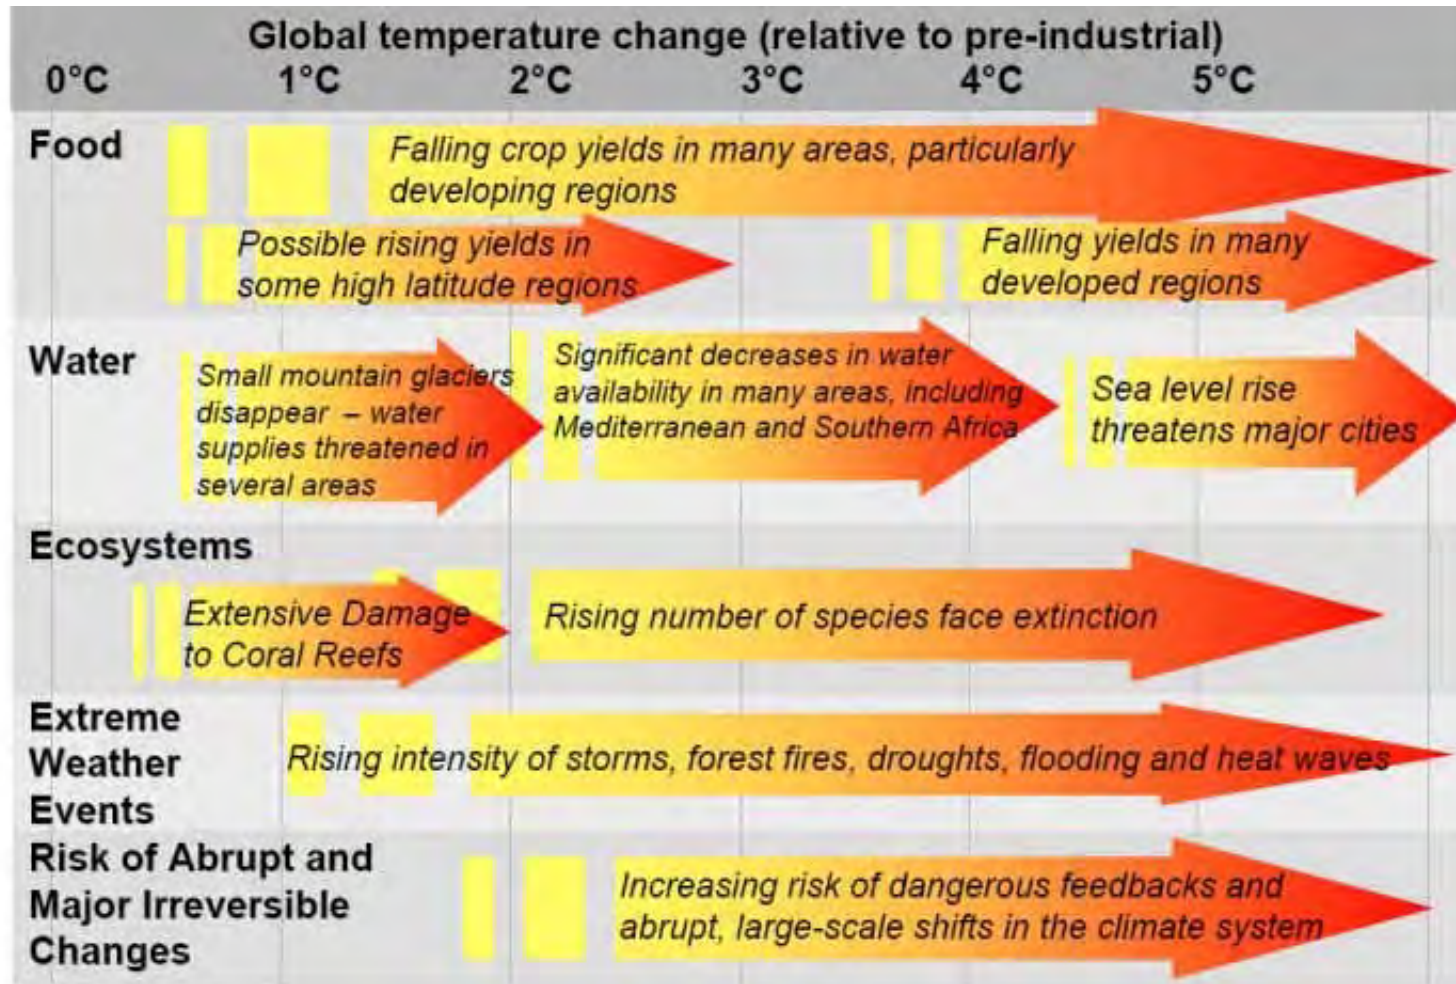 Global temperature change (relative to pre-industrial)
0°C 1°C 2°C 3°C 4°C 5°C
Food
Falling crop yields in many areas, particularly
developing regions
Possible rising yields in
some high latitude regions
Falling yields in many
developed regions
Water
Small mountain glaciers
disappear – water
supplies threatened in
several areas
Significant decreases in water
availability in many areas, including
Mediterranean and Southern Africa
Sea level rise
threatens major cities
Ecosystems
Extensive Damage
to Coral Reefs
Rising number of species face extinction
Extreme
Weather
Events
Rising intensity of storms, forest fires, droughts, flooding and heat waves
Risk of Abrupt and
Major Irreversible
Changes
Increasing risk of dangerous feedbacks and
abrupt, large-scale shifts in the climate system